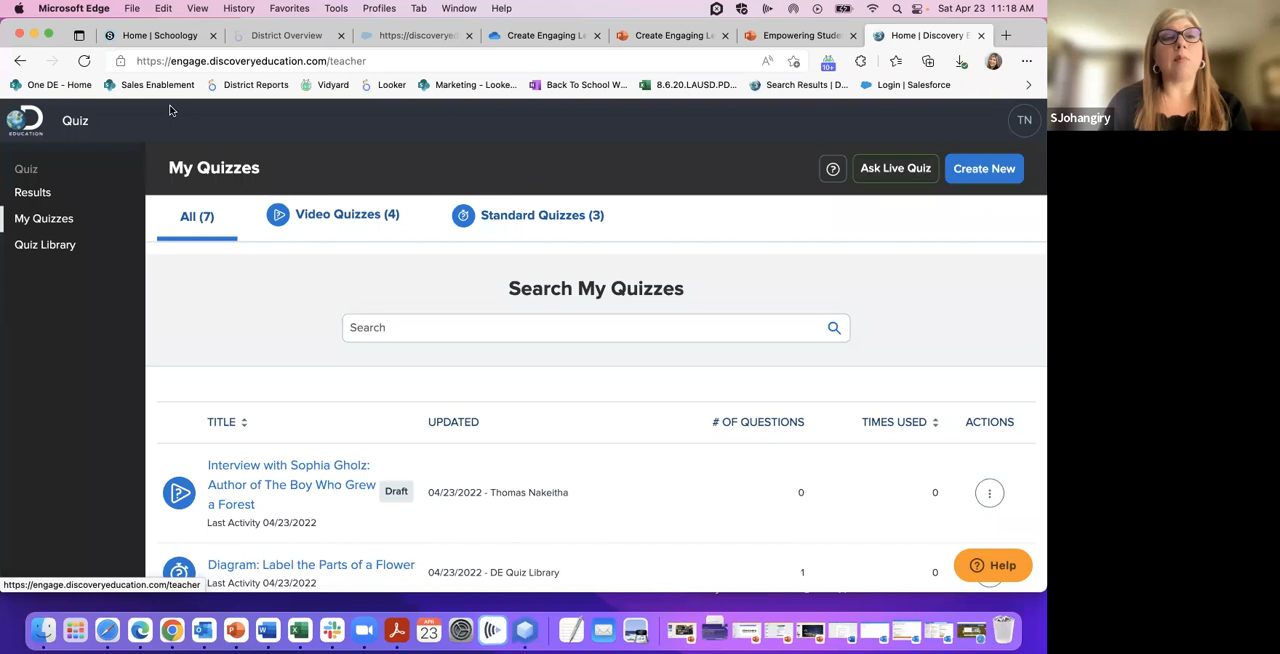 Microsoft Edge File Edit View History Favorites Tools Profiles Tab Window Help Sat Apr 23 11:18 AM
Home | Schoology District Overview https://discoveryed Create Engaging Le Create Engaging Le Empowering Stude Home | Discovery E
https://engage.discoveryeducation.com/teacher
One DE - Home Sales Enablement District Reports Vidyard Looker Marketing - Looke... Back To School W... 8.6.20.LAUSD.PD... Search Results | D... Login | Salesforce
SJohangiry
EDUCATION
Quiz
TN
Quiz
Results
My Quizzes
Quiz Library
My Quizzes
Ask Live Quiz
Create New
All (7)
Video Quizzes (4)
Standard Quizzes (3)
Search My Quizzes
Search
TITLE UPDATED # OF QUESTIONS TIMES USED ACTIONS
Interview with Sophia Gholz:
Author of The Boy Who Grew
a Forest
Draft
04/23/2022 - Thomas Nakeitha 0 0
Last Activity 04/23/2022
Diagram: Label the Parts of a Flower
04/23/2022 - DE Quiz Library 1 0
Last Activity 04/23/2022
Help
https://engage.discoveryeducation.com/teacher
APR
23